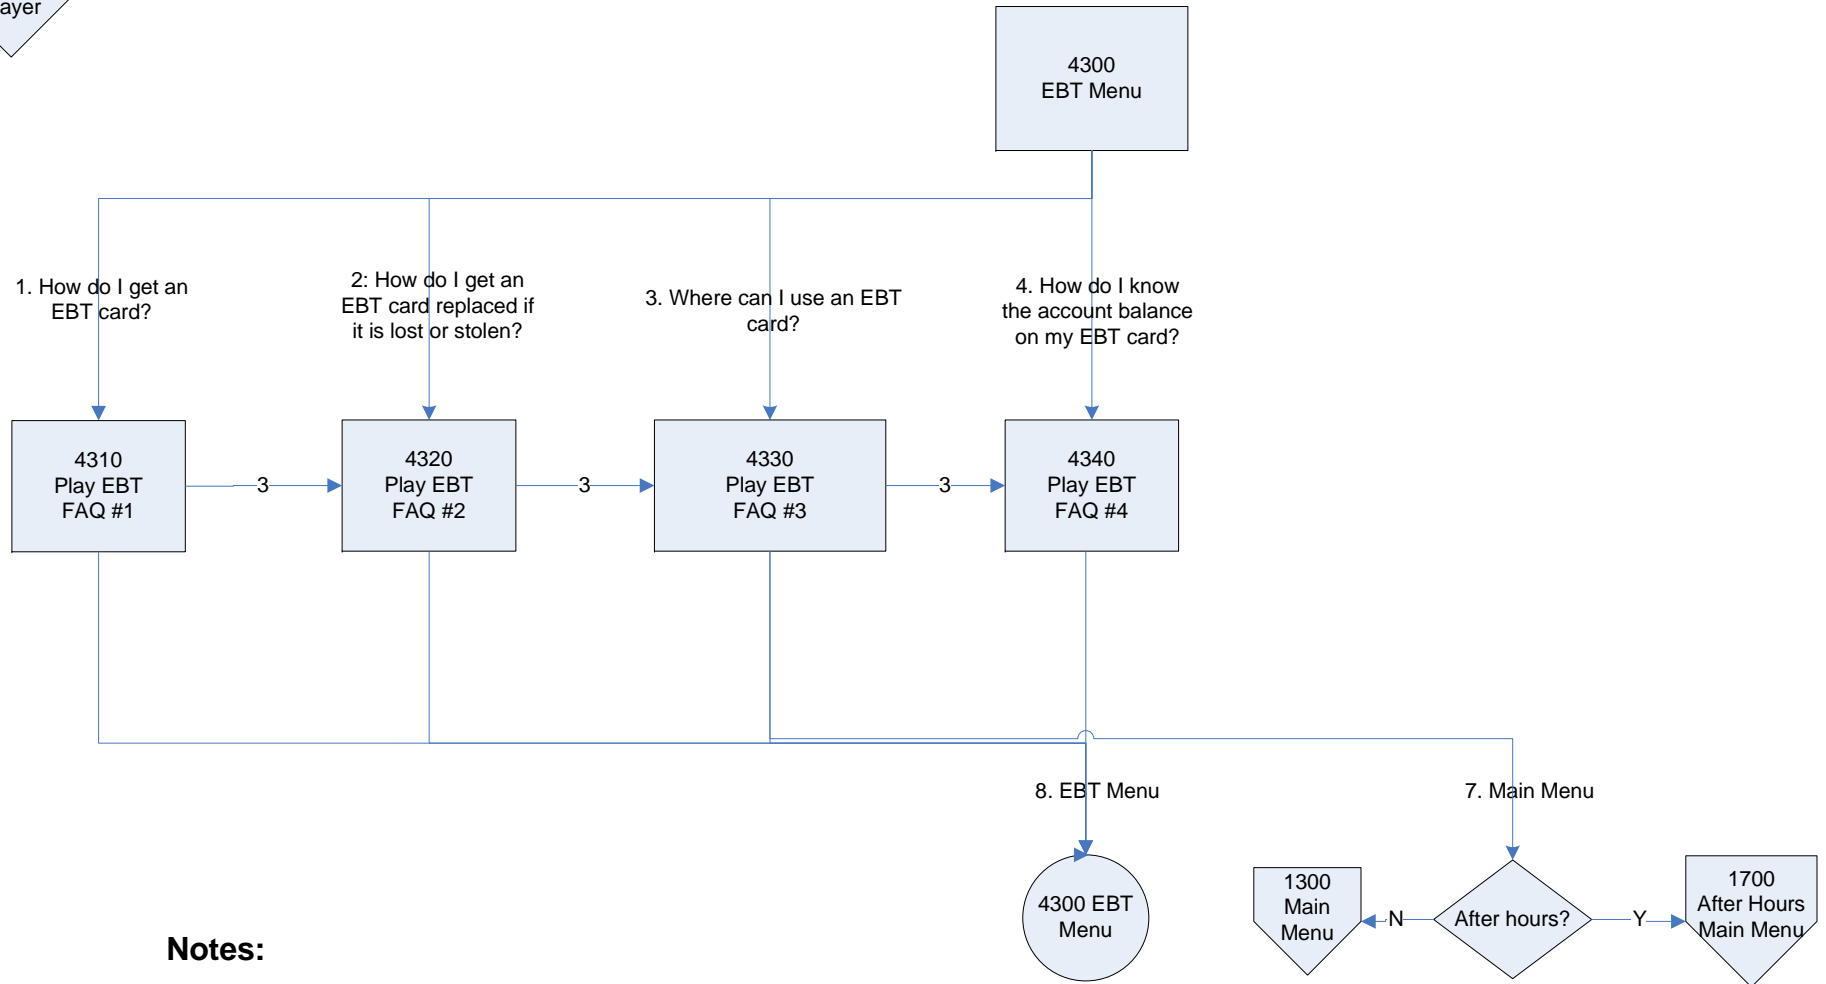 ayer
4300
EBT Menu
1. How do I get an
EBT card?
2: How do I get an
EBT card replaced if
it is lost or stolen?
3. Where can I use an EBT
card?
4. How do I know
the account balance
on my EBT card?
4310
Play EBT
FAQ #1
3
4320
Play EBT
FAQ #2
3
4330
Play EBT
FAQ #3
3
4340
Play EBT
FAQ #4
8. EBT Menu
7. Main Menu
4300 EBT
Menu
1300
Main
Menu
N
After hours?
Y
1700
After Hours
Main Menu
Notes: